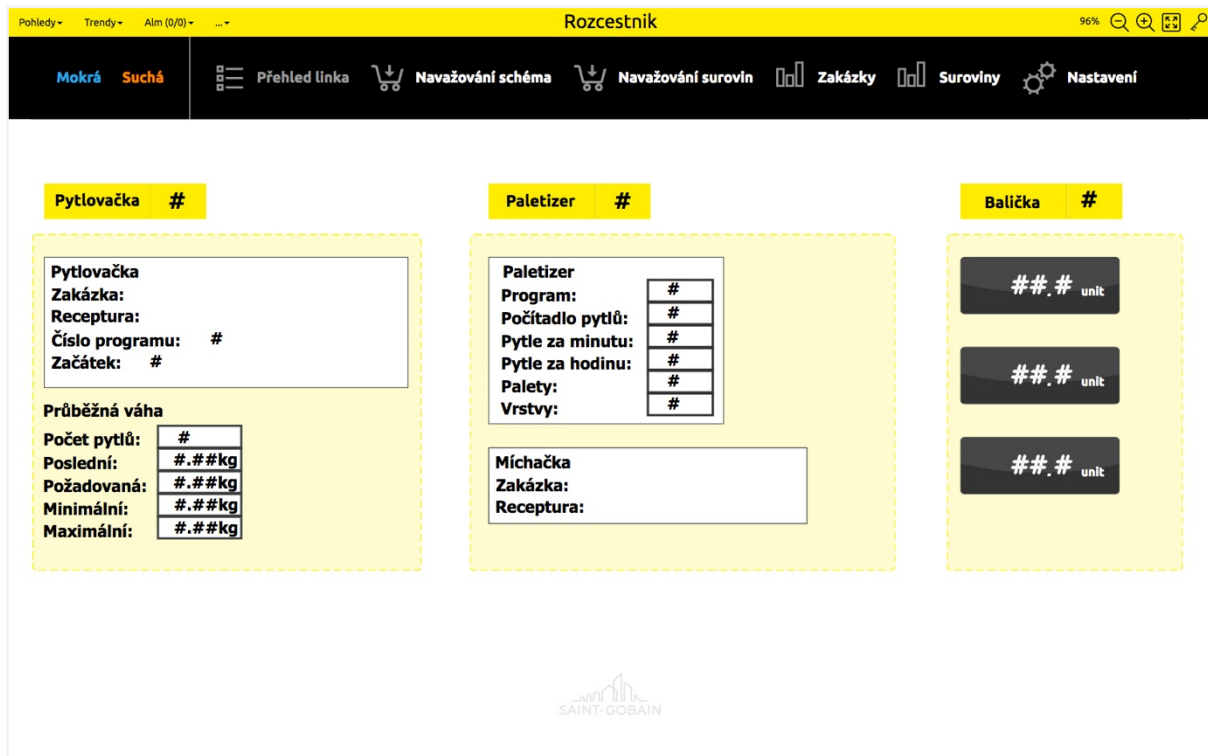 Pohledy Trendy Alm (0/0) ... Rozcestnik 96%
Mokrá Suchá Přehled linka Navažování schéma Navažování surovin Zakázky Suroviny Nastavení
Pytlovačka #
Paletizer #
Balička #
Pytlovačka
Zakázka:
Receptura:
Číslo programu: #
Začátek: #
Průběžná váha
Počet pytlů: #
Poslední: #.##kg
Požadovaná: #.##kg
Minimální: #.##kg
Maximální: #.##kg
Paletizer
Program: #
Počítadlo pytlů: #
Pytle za minutu: #
Pytle za hodinu: #
Palety: #
Vrstvy: #
Míchačka
Zakázka:
Receptura:
##.# unit
##.# unit
##.# unit
SAINT-GOBAIN